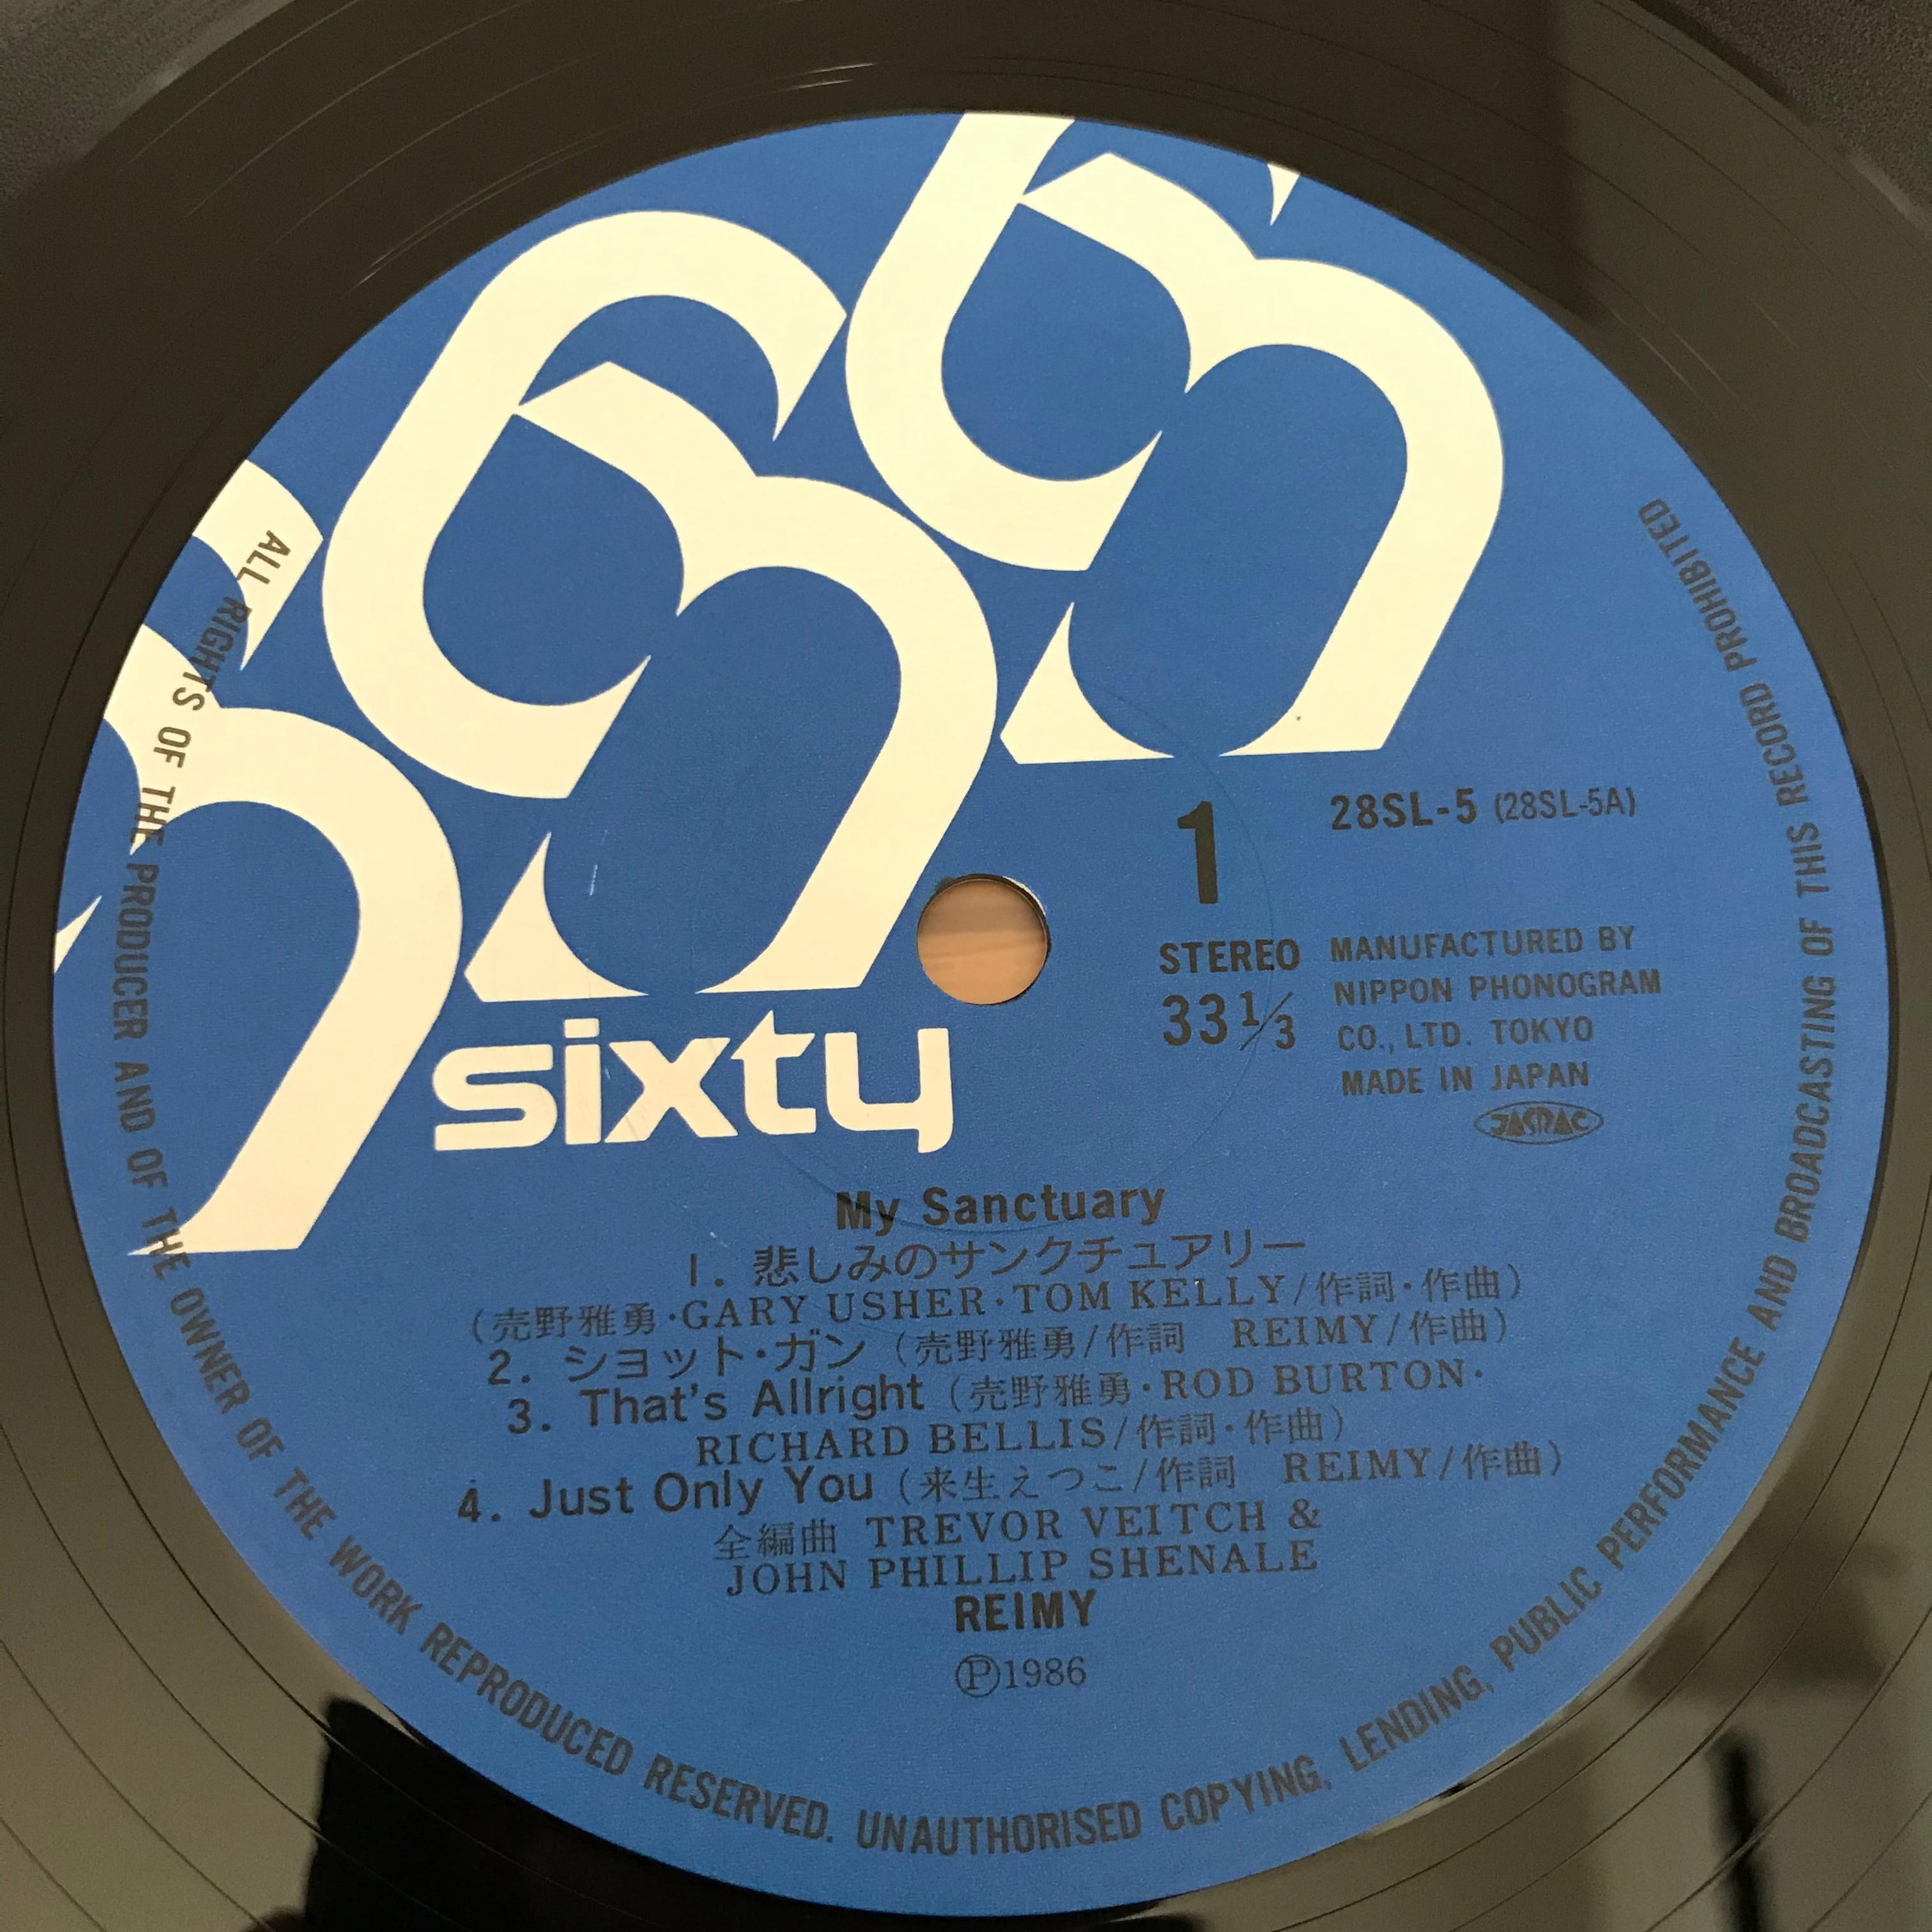 sixty
1
28SL-5 (28SL-5A)
STEREO
33 1/3
MANUFACTURED BY
NIPPON PHONOGRAM
CO., LTD. TOKYO
MADE IN JAPAN
JASRAC
My Sanctuary
1. 悲しみのサンクチュアリー
(売野雅勇・GARY USHER・TOM KELLY/作詞・作曲)
2. ショット・ガン (売野雅勇/作詞 REIMY/作曲)
3. That's Allright (売野雅勇・ROD BURTON・
RICHARD BELLIS/作詞・作曲)
4. Just Only You (来生えつこ/作詞 REIMY/作曲)
全編曲 TREVOR VEITCH &
JOHN PHILLIP SHENALE
REIMY
Ⓟ1986
ALL RIGHTS OF THE PRODUCER AND OF THE OWNER OF THE WORK REPRODUCED RESERVED. UNAUTHORISED COPYING, LENDING, PUBLIC PERFORMANCE AND BROADCASTING OF THIS RECORD PROHIBITED